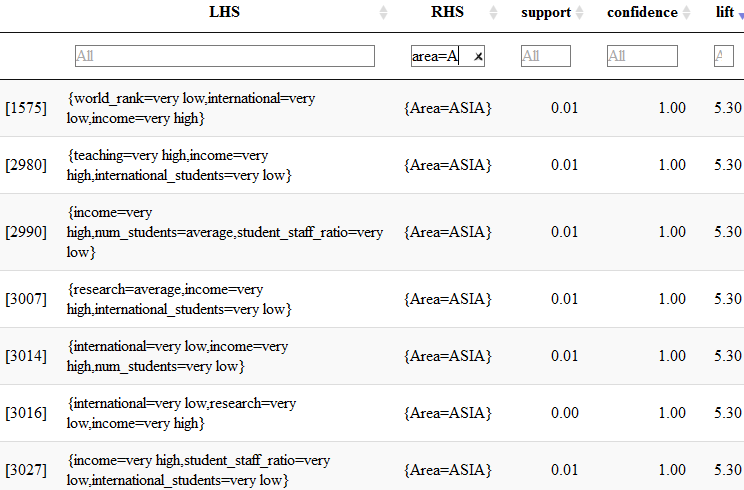 LHS RHS support confidence lift
All area=A x All All A
[1575] {world_rank=very low,international=very low,income=very high} {Area=ASIA} 0.01 1.00 5.30
[2980] {teaching=very high,income=very high,international_students=very low} {Area=ASIA} 0.01 1.00 5.30
[2990] {income=very high,num_students=average,student_staff_ratio=very low} {Area=ASIA} 0.01 1.00 5.30
[3007] {research=average,income=very high,international_students=very low} {Area=ASIA} 0.01 1.00 5.30
[3014] {international=very low,income=very high,num_students=very low} {Area=ASIA} 0.01 1.00 5.30
[3016] {international=very low,research=very low,income=very high} {Area=ASIA} 0.00 1.00 5.30
[3027] {income=very high,student_staff_ratio=very low,international_students=very low} {Area=ASIA} 0.01 1.00 5.30